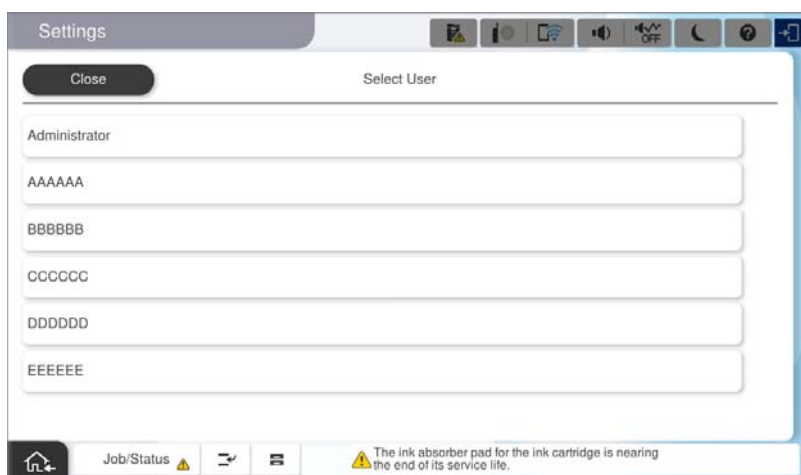 Settings
OFF
Close
Select User
Administrator
AAAAAA
BBBBBB
CCCCCC
DDDDDD
EEEEEE
Job/Status
The ink absorber pad for the ink cartridge is nearing
the end of its service life.